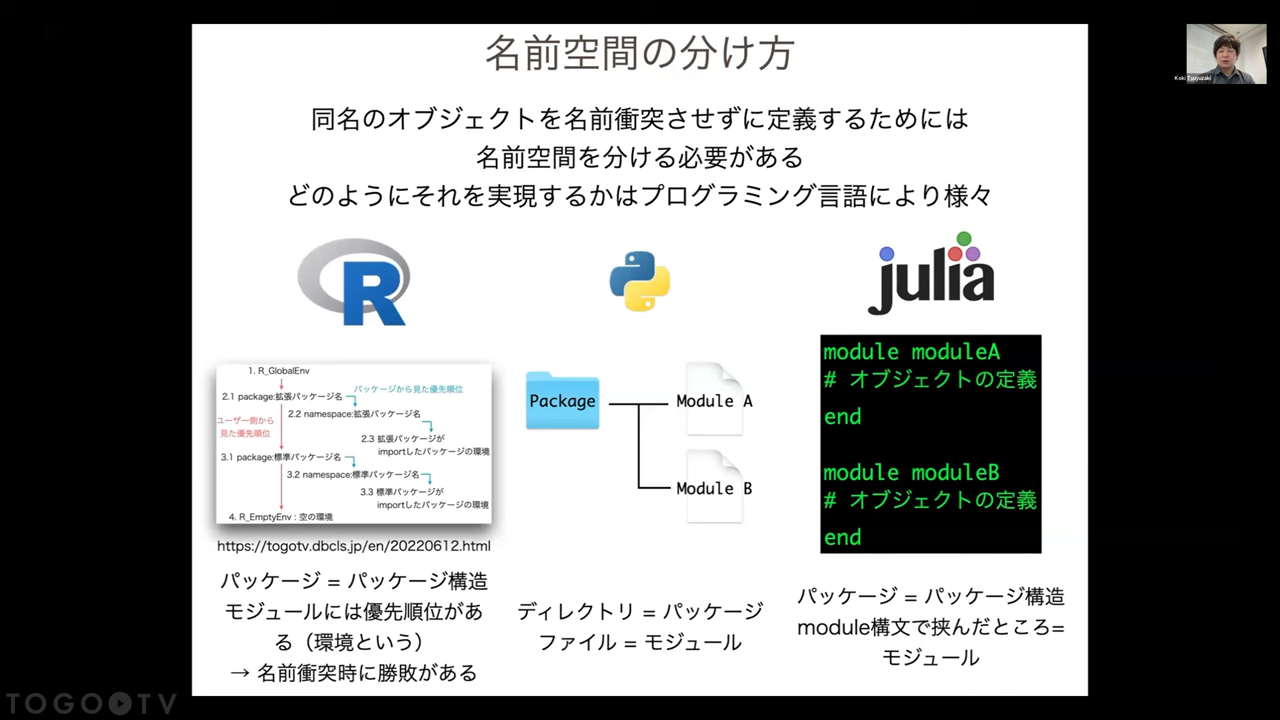 名前空間の分け方
Koki Tsuyuzaki
同名のオブジェクトを名前衝突させずに定義するためには
名前空間を分ける必要がある
どのようにそれを実現するかはプログラミング言語により様々
R
julia
1. R_GlobalEnv
パッケージから見た優先順位
2.1 package:拡張パッケージ名
2.2 namespace:拡張パッケージ名
ユーザー側から
見た優先順位
2.3 拡張パッケージが
importしたパッケージの環境
3.1 package:標準パッケージ名
3.2 namespace:標準パッケージ名
3.3 標準パッケージが
importしたパッケージの環境
4. R_EmptyEnv : 空の環境
https://togotv.dbcls.jp/en/20220612.html
パッケージ = パッケージ構造
モジュールには優先順位があ
る（環境という）
→ 名前衝突時に勝敗がある
Package
Module A
Module B
ディレクトリ = パッケージ
ファイル = モジュール
module moduleA
# オブジェクトの定義
end
module moduleB
# オブジェクトの定義
end
パッケージ = パッケージ構造
module構文で挟んだところ=
モジュール
TOGOTV